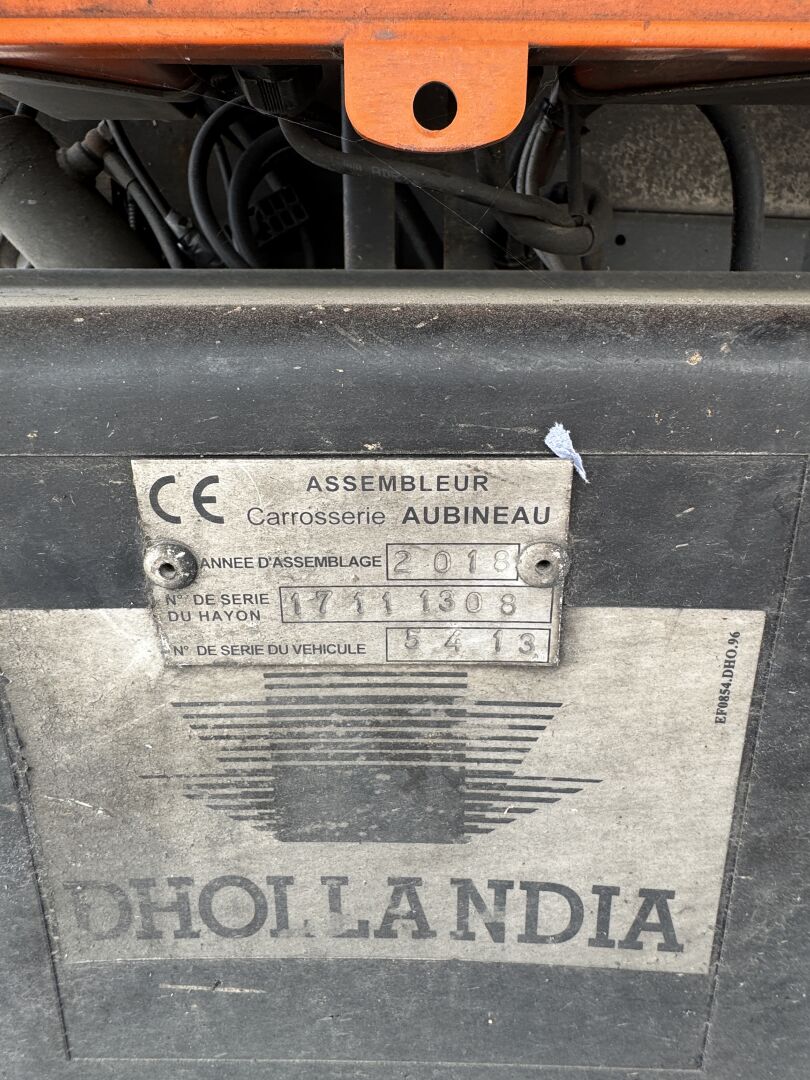 CE
ASSEMBLEUR
Carrosserie AUBINEAU
ANNEE D'ASSEMBLAGE 2018
N° DE SERIE
DU HAYON 17111308
N° DE SERIE DU VEHICULE 5413
EF0854.DHO.96
DHOLLANDIA